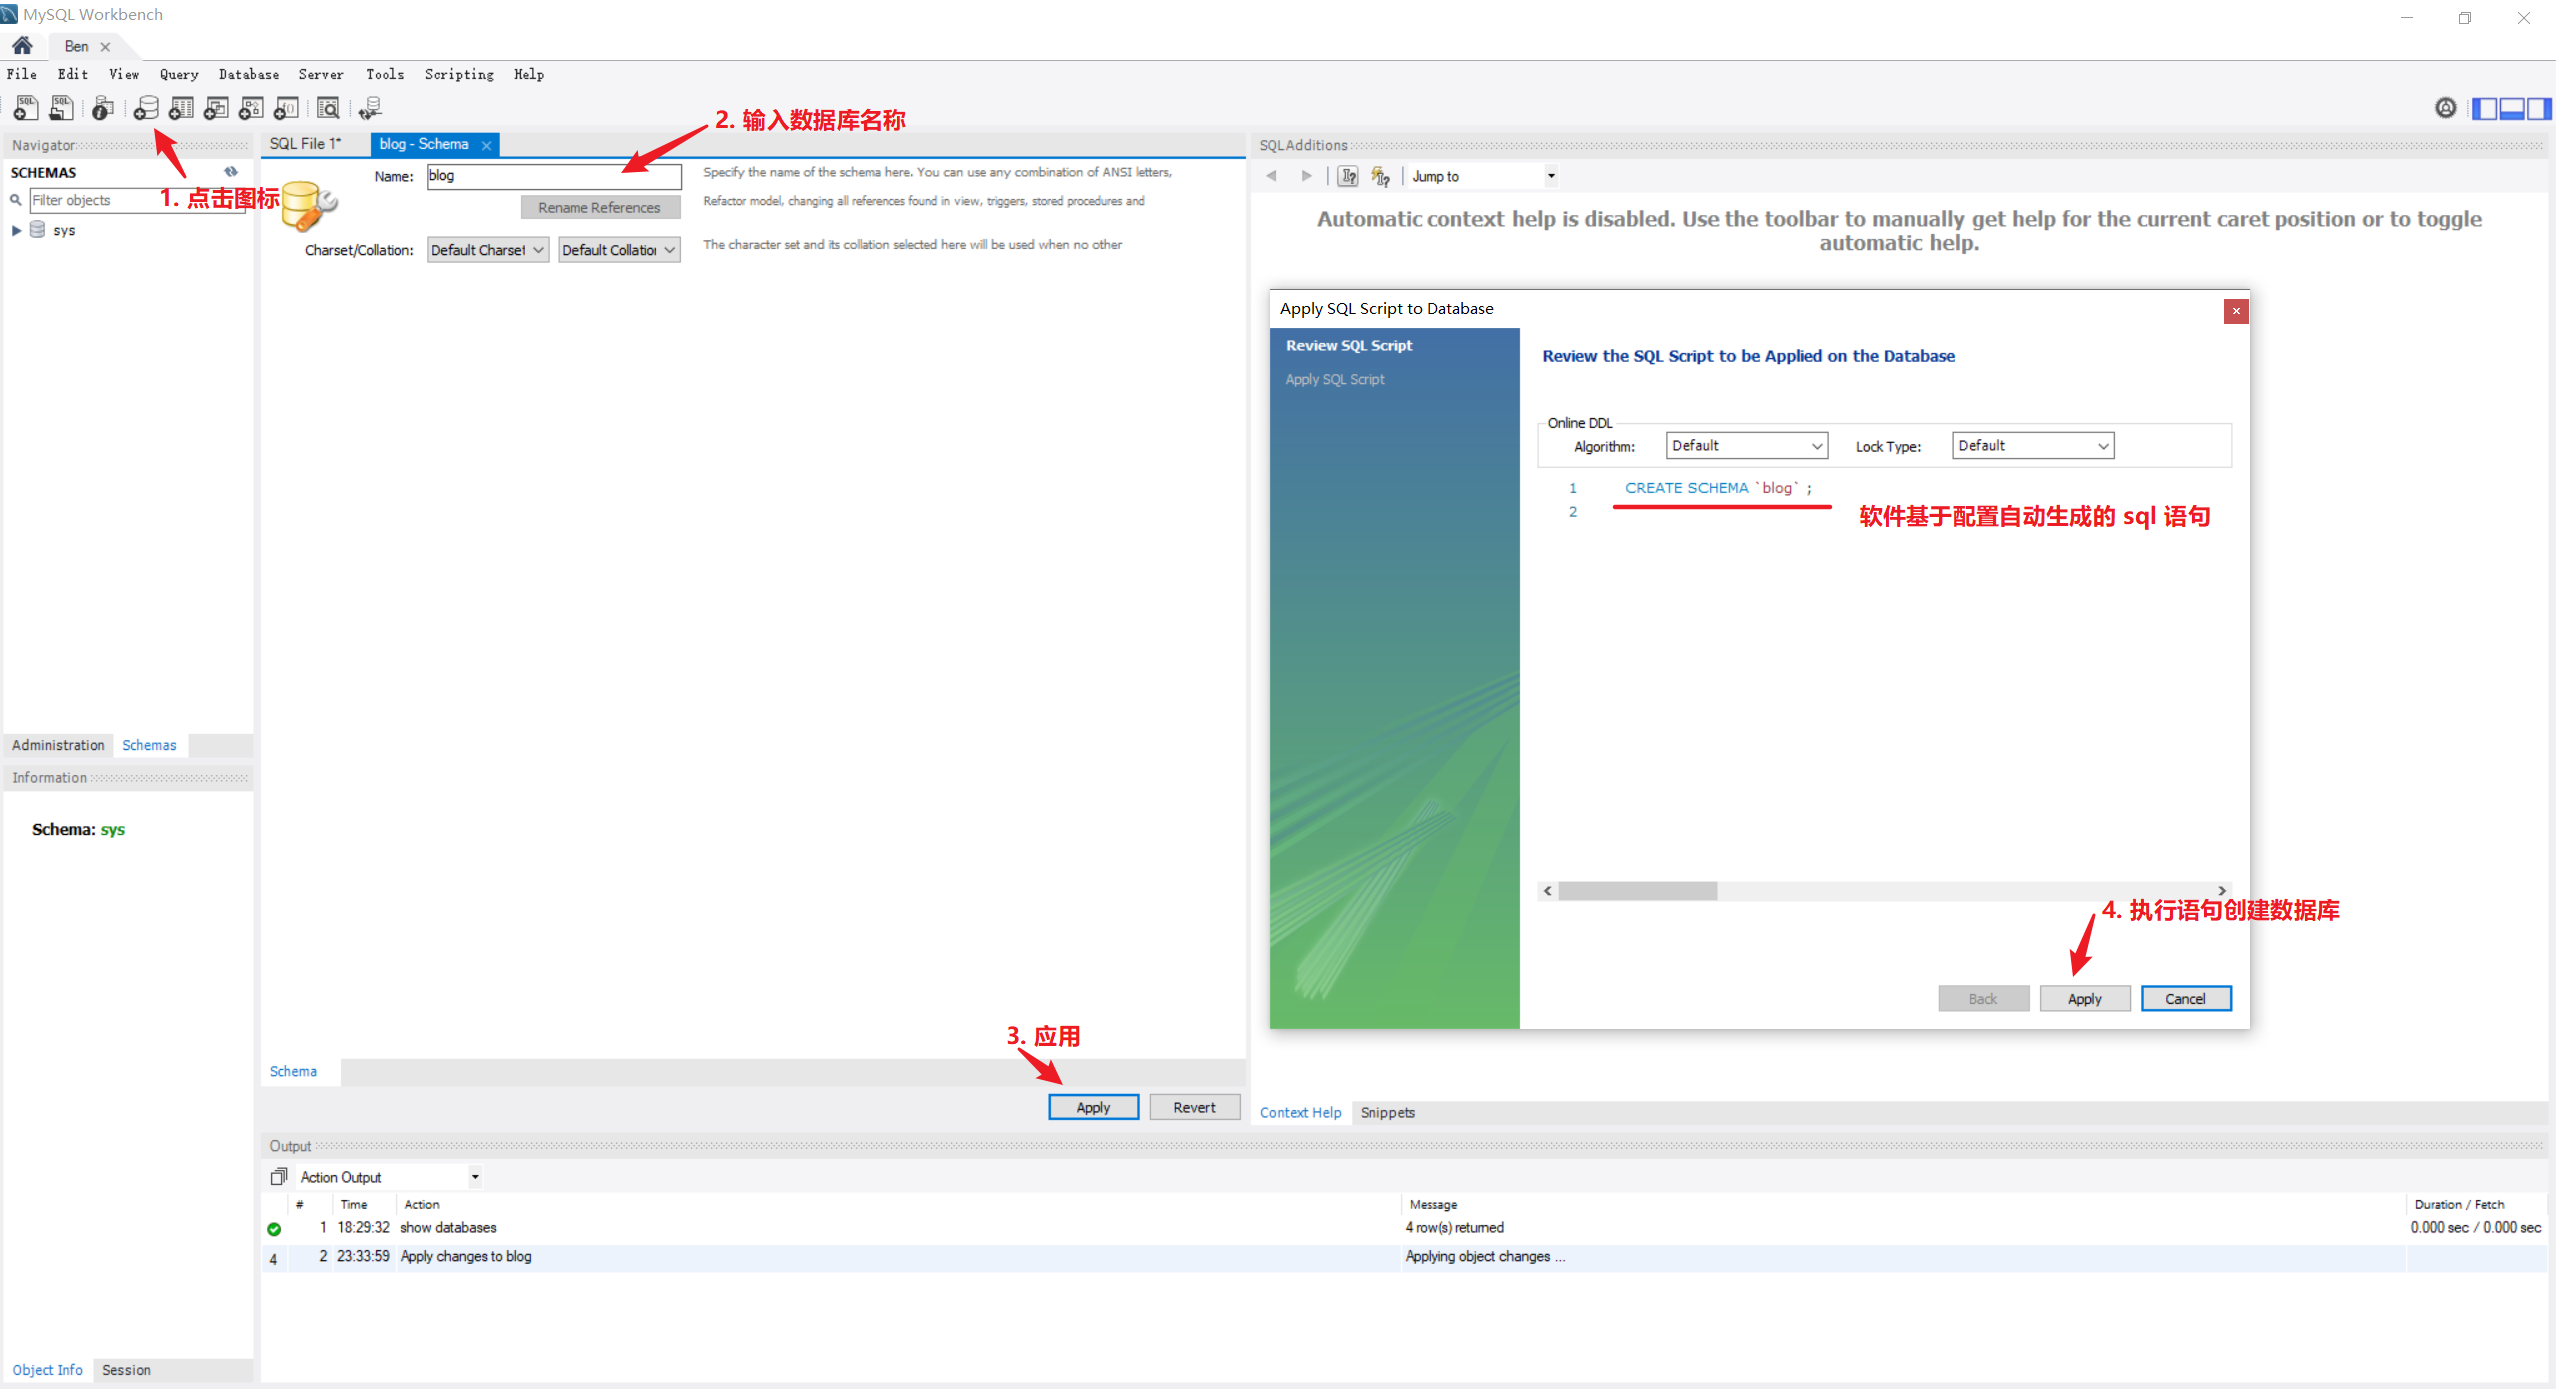 MySQL Workbench
Ben
File Edit View Query Database Server Tools Scripting Help
Navigator
SCHEMAS
Filter objects
sys
1. 点击图标
SQL File 1*
blog - Schema
2. 输入数据库名称
Name: blog
Specify the name of the schema here. You can use any combination of ANSI letters,
Rename References
Refactor model, changing all references found in view, triggers, stored procedures and
Charset/Collation: Default Charset Default Collation
The character set and its collation selected here will be used when no other
SQLAdditions
Jump to
Automatic context help is disabled. Use the toolbar to manually get help for the current caret position or to toggle
automatic help.
Apply SQL Script to Database
Review SQL Script
Apply SQL Script
Review the SQL Script to be Applied on the Database
Online DDL
Algorithm: Default Lock Type: Default
1 CREATE SCHEMA `blog` ;
2
软件基于配置自动生成的 sql 语句
4. 执行语句创建数据库
Back Apply Cancel
Administration Schemas
Information
Schema: sys
3. 应用
Schema
Apply Revert
Context Help Snippets
Output
Action Output
# Time Action Message Duration / Fetch
1 18:29:32 show databases 4 row(s) returned 0.000 sec / 0.000 sec
4 2 23:33:59 Apply changes to blog Applying object changes ...
Object Info Session